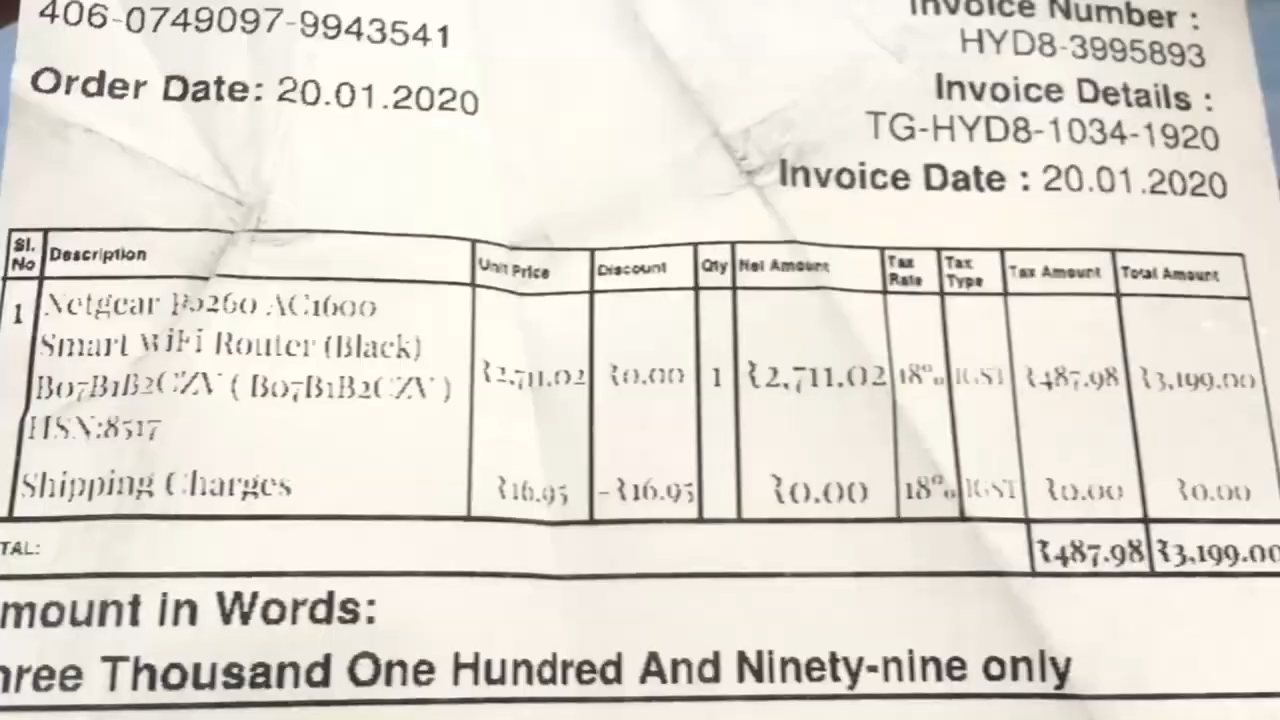 406-0749097-9943541
Order Date: 20.01.2020
Invoice Number :
HYD8-3995893
Invoice Details :
TG-HYD8-1034-1920
Invoice Date : 20.01.2020
Sl. No Description Unit Price Discount Qty Net Amount Tax Rate Tax Type Tax Amount Total Amount
1 Netgear AC1600
Smart WiFi Router (Black)
B07B1B2CZV ( B07B1B2CZV ) ₹2,711.02 ₹0.00 1 ₹2,711.02 18% IGST ₹487.98 ₹3,199.00
HSN:8517
Shipping Charges ₹16.95 -₹16.95 ₹0.00 18% IGST ₹0.00 ₹0.00
TAL: ₹487.98 ₹3,199.00
mount in Words:
hree Thousand One Hundred And Ninety-nine only